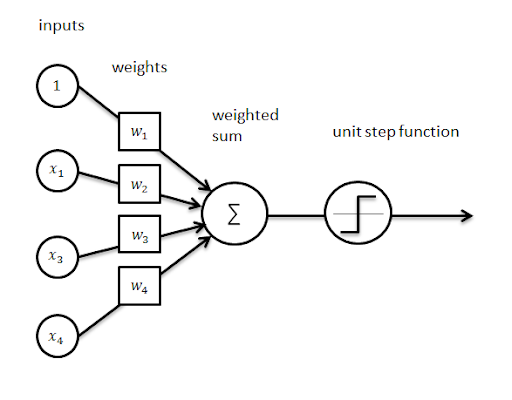 inputs
weights
1
w₁
weighted
sum
unit step function
x₁
w₂
Σ
w₃
x₃
w₄
x₄